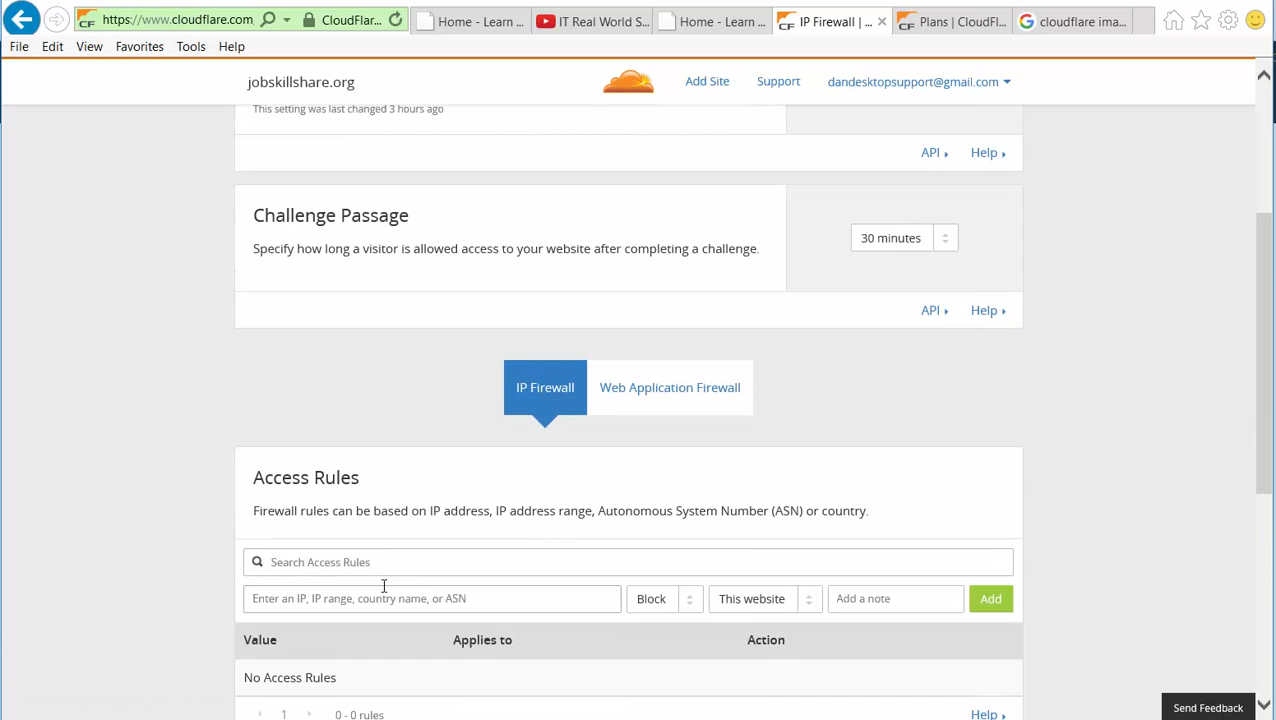 https://www.cloudflare.com,
CloudFlar...
Home - Learn ...
IT Real World S...
Home - Learn ...
IP Firewall | ...
Plans | CloudFl...
cloudflare ima...
File Edit View Favorites Tools Help
jobskillshare.org
Add Site
Support
dandesktopsupport@gmail.com
This setting was last changed 3 hours ago
API
Help
Challenge Passage
30 minutes
Specify how long a visitor is allowed access to your website after completing a challenge.
API
Help
IP Firewall
Web Application Firewall
Access Rules
Firewall rules can be based on IP address, IP address range, Autonomous System Number (ASN) or country.
Search Access Rules
Enter an IP, IP range, country name, or ASN
Block
This website
Add a note
Add
Value
Applies to
Action
No Access Rules
1
0 - 0 rules
Help
Send Feedback